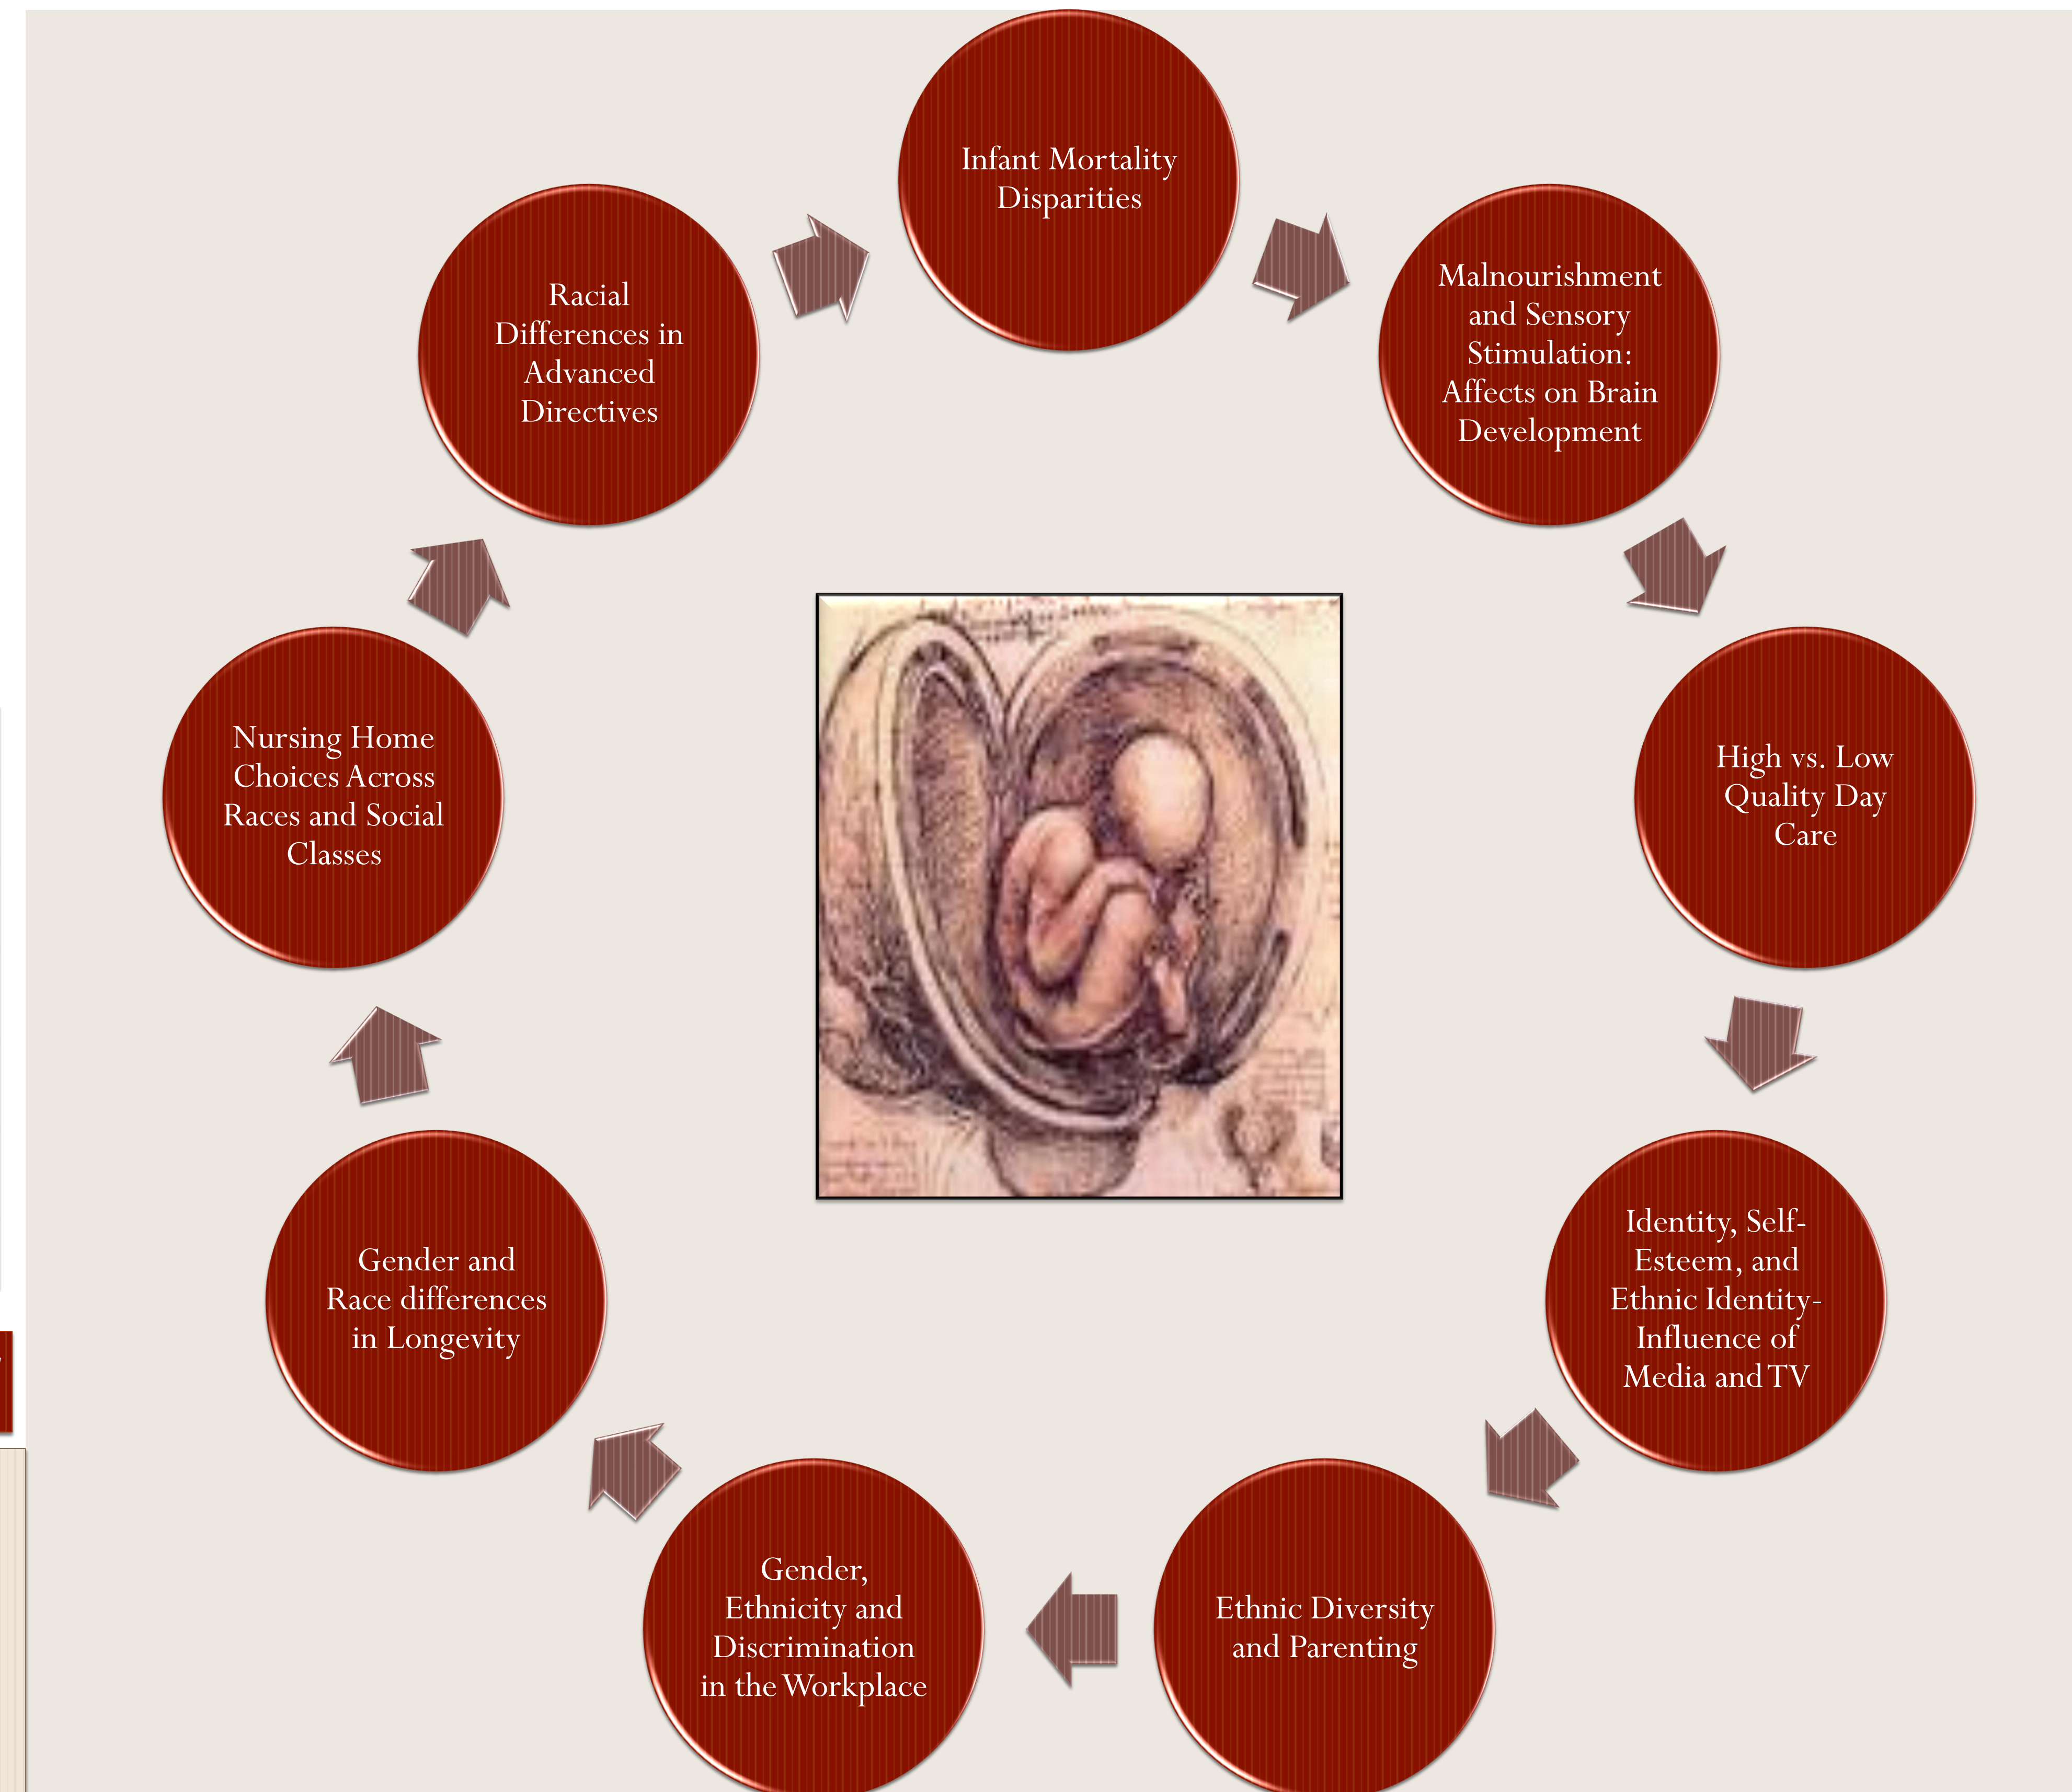 Infant Mortality
Disparities
Malnourishment
and Sensory
Stimulation:
Affects on Brain
Development
High vs. Low
Quality Day
Care
Identity, Self-
Esteem, and
Ethnic Identity-
Influence of
Media and TV
Ethnic Diversity
and Parenting
Gender,
Ethnicity and
Discrimination
in the Workplace
Gender and
Race differences
in Longevity
Nursing Home
Choices Across
Races and Social
Classes
Racial
Differences in
Advanced
Directives